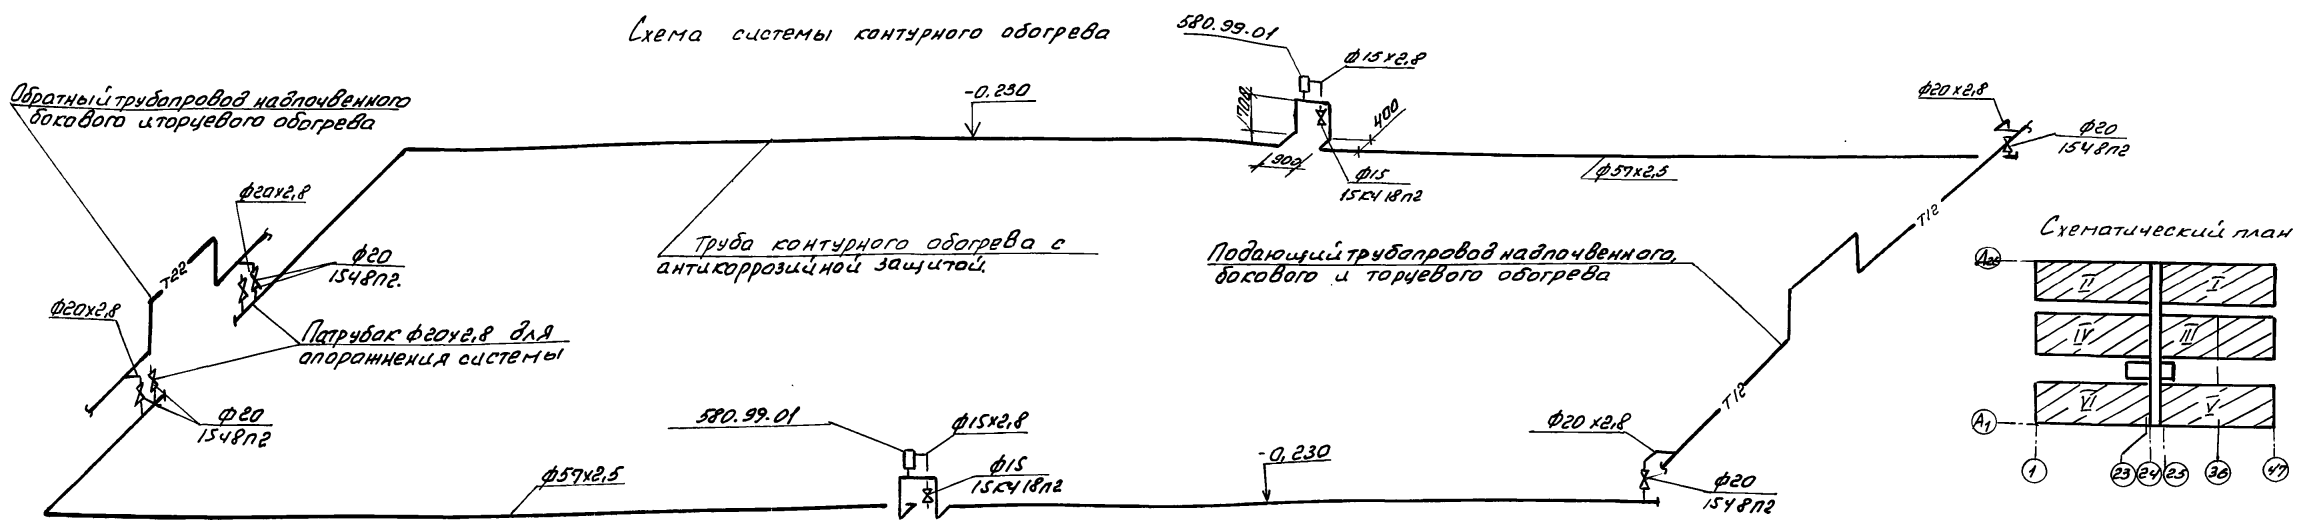 Схема системы контурного обогрева
580.99.01
ф15х2,8
Обратный трубопровод надпочвенного
бокового и торцевого обогрева
-0.230
1700
400
900
ф15
15кч18п2
ф57х2,5
ф20х2,8
ф20
15ч8п2
Т12
ф20х2,8
ф20
15ч8п2.
Т22
Труба контурного обогрева с
антикоррозийной защитой.
Подающий трубопровод надпочвенного,
бокового и торцевого обогрева
Схематический план
II
I
IV
III
VI
V
А1
1
23
24
25
36
47
ф20х2,8
Патрубак ф20х2,8 для
апаражнения системы
ф20
15ч8п2
580.99.01
ф15х2,8
ф15
15кч18п2
ф57х2,5
-0,230
Т12
ф20х2,8
ф20
15ч8п2